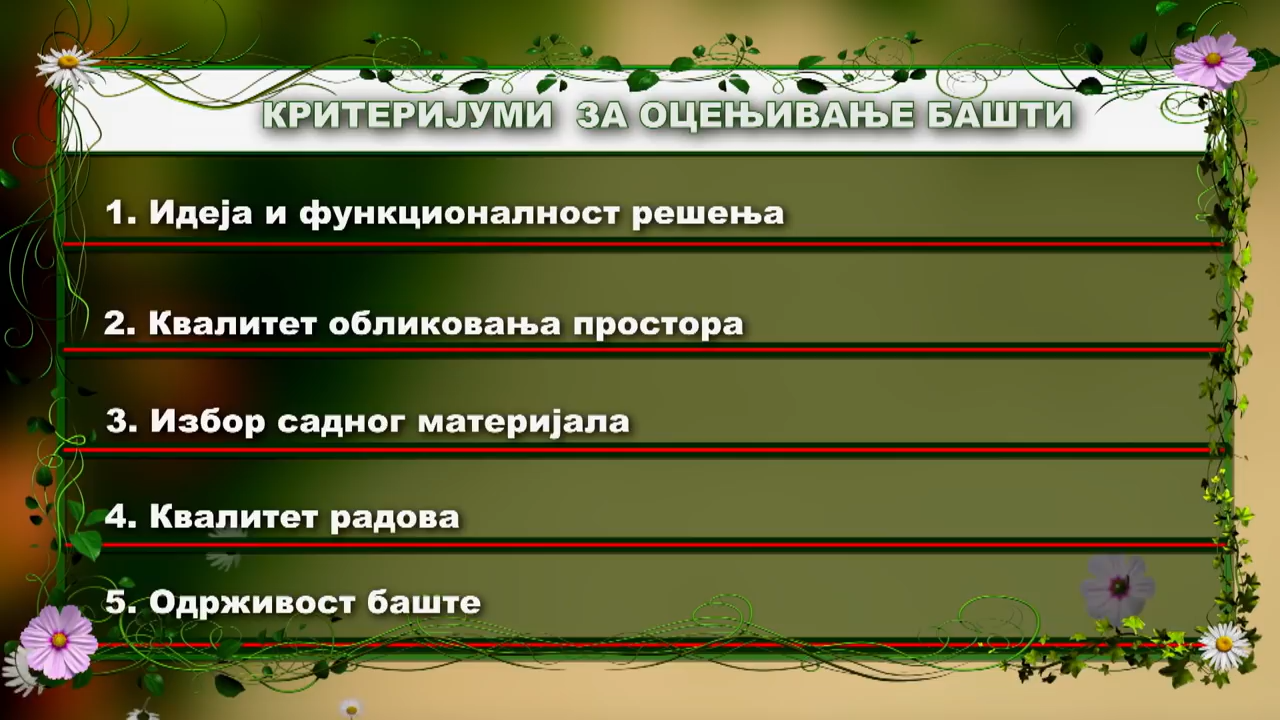 КРИТЕРИЈУМИ ЗА ОЦЕЊИВАЊЕ БАШТИ
1. Идеја и функционалност решења
2. Квалитет обликовања простора
3. Избор садног материјала
4. Квалитет радова
5. Одрживост баште